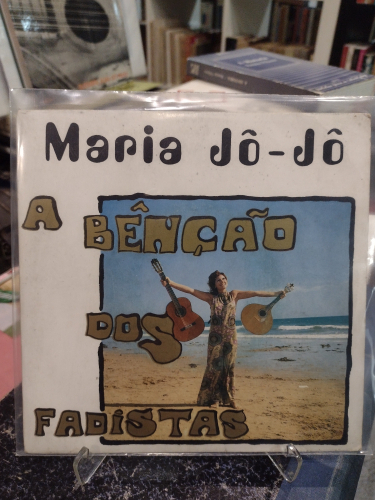 Maria Jô-Jô
A BÊNÇÃO
DOS
FADISTAS